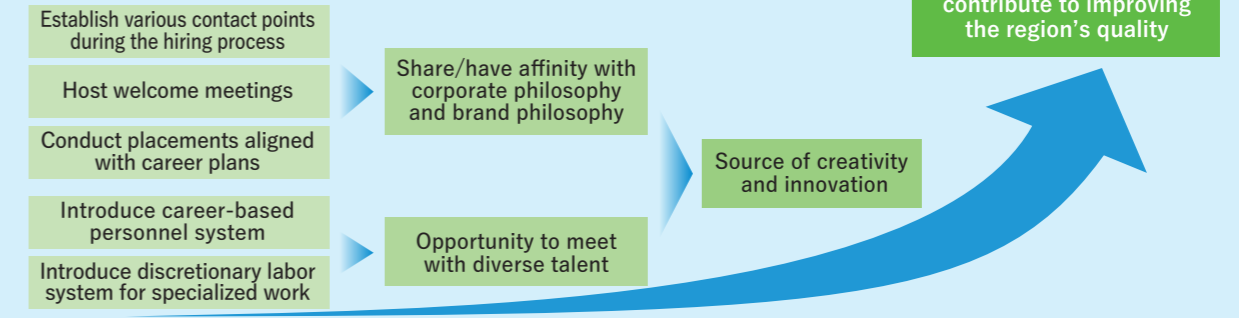 contribute to improving
the region's quality
Establish various contact points
during the hiring process
Host welcome meetings
Conduct placements aligned
with career plans
Introduce career-based
personnel system
Introduce discretionary labor
system for specialized work
Share/have affinity with
corporate philosophy
and brand philosophy
Opportunity to meet
with diverse talent
Source of creativity
and innovation